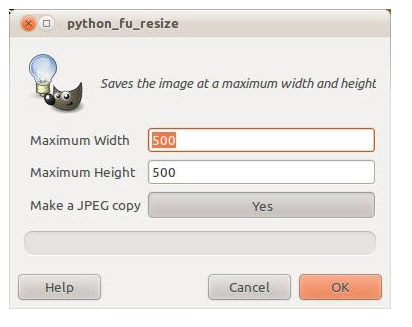 python_fu_resize
Saves the image at a maximum width and height
Maximum Width 500
Maximum Height 500
Make a JPEG copy Yes
Help Cancel OK